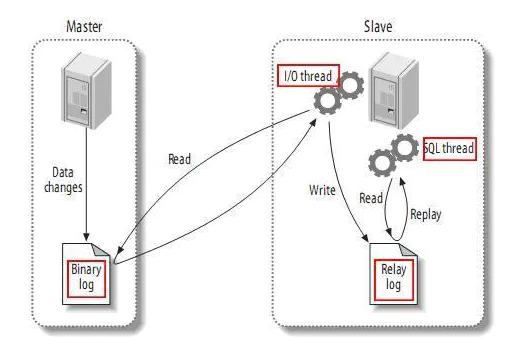 Master
Slave
I/O thread
SQL thread
Read
Data
changes
Write
Read
Replay
Binary
log
Relay
log